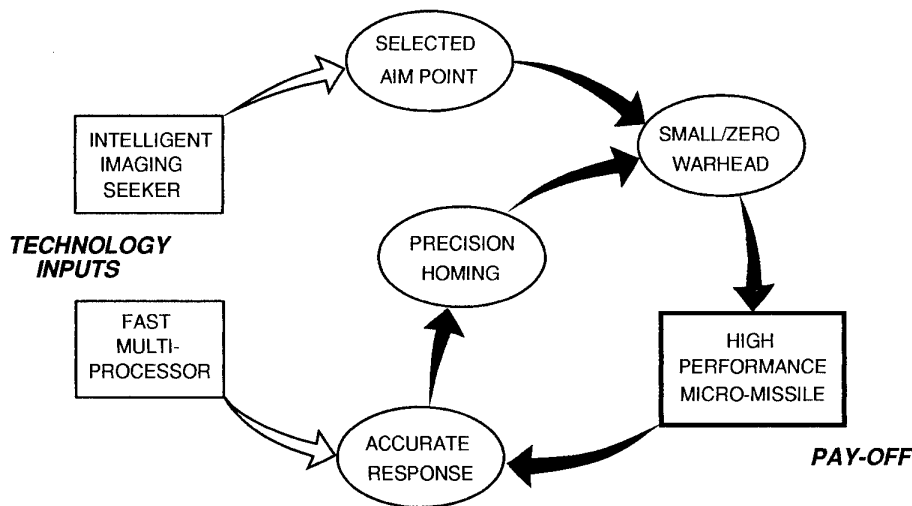 SELECTED
AIM POINT
INTELLIGENT
IMAGING
SEEKER
SMALL/ZERO
WARHEAD
TECHNOLOGY
INPUTS
PRECISION
HOMING
FAST
MULTI-
PROCESSOR
HIGH
PERFORMANCE
MICRO-MISSILE
ACCURATE
RESPONSE
PAY-OFF